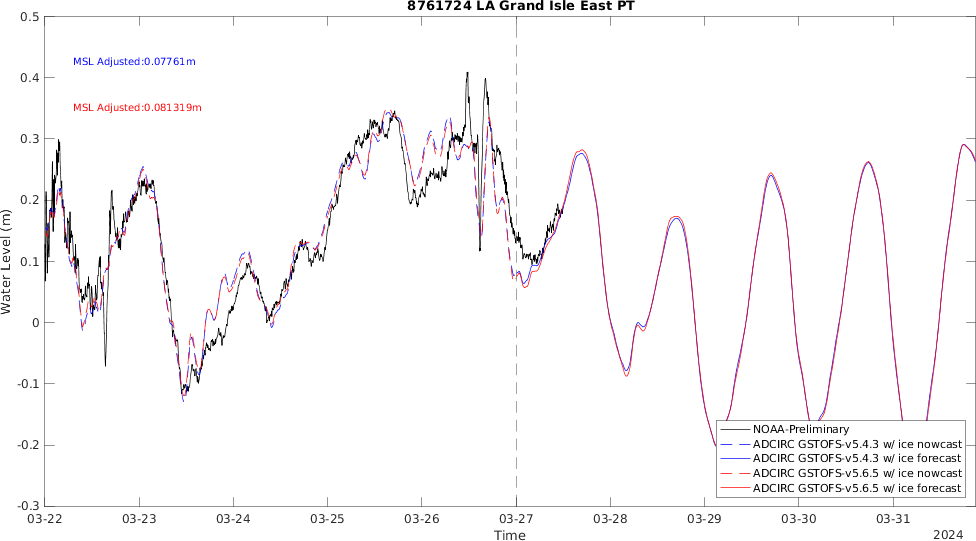 8761724 LA Grand Isle East PT
0.5
MSL Adjusted:0.07761m
0.4
MSL Adjusted:0.081319m
0.3
0.2
0.1
0
-0.1
-0.2
-0.3
Water Level (m)
NOAA-Preliminary
ADCIRC GSTOFS-v5.4.3 w/ ice nowcast
ADCIRC GSTOFS-v5.4.3 w/ ice forecast
ADCIRC GSTOFS-v5.6.5 w/ ice nowcast
ADCIRC GSTOFS-v5.6.5 w/ ice forecast
03-22 03-23 03-24 03-25 03-26 03-27 03-28 03-29 03-30 03-31
Time
2024